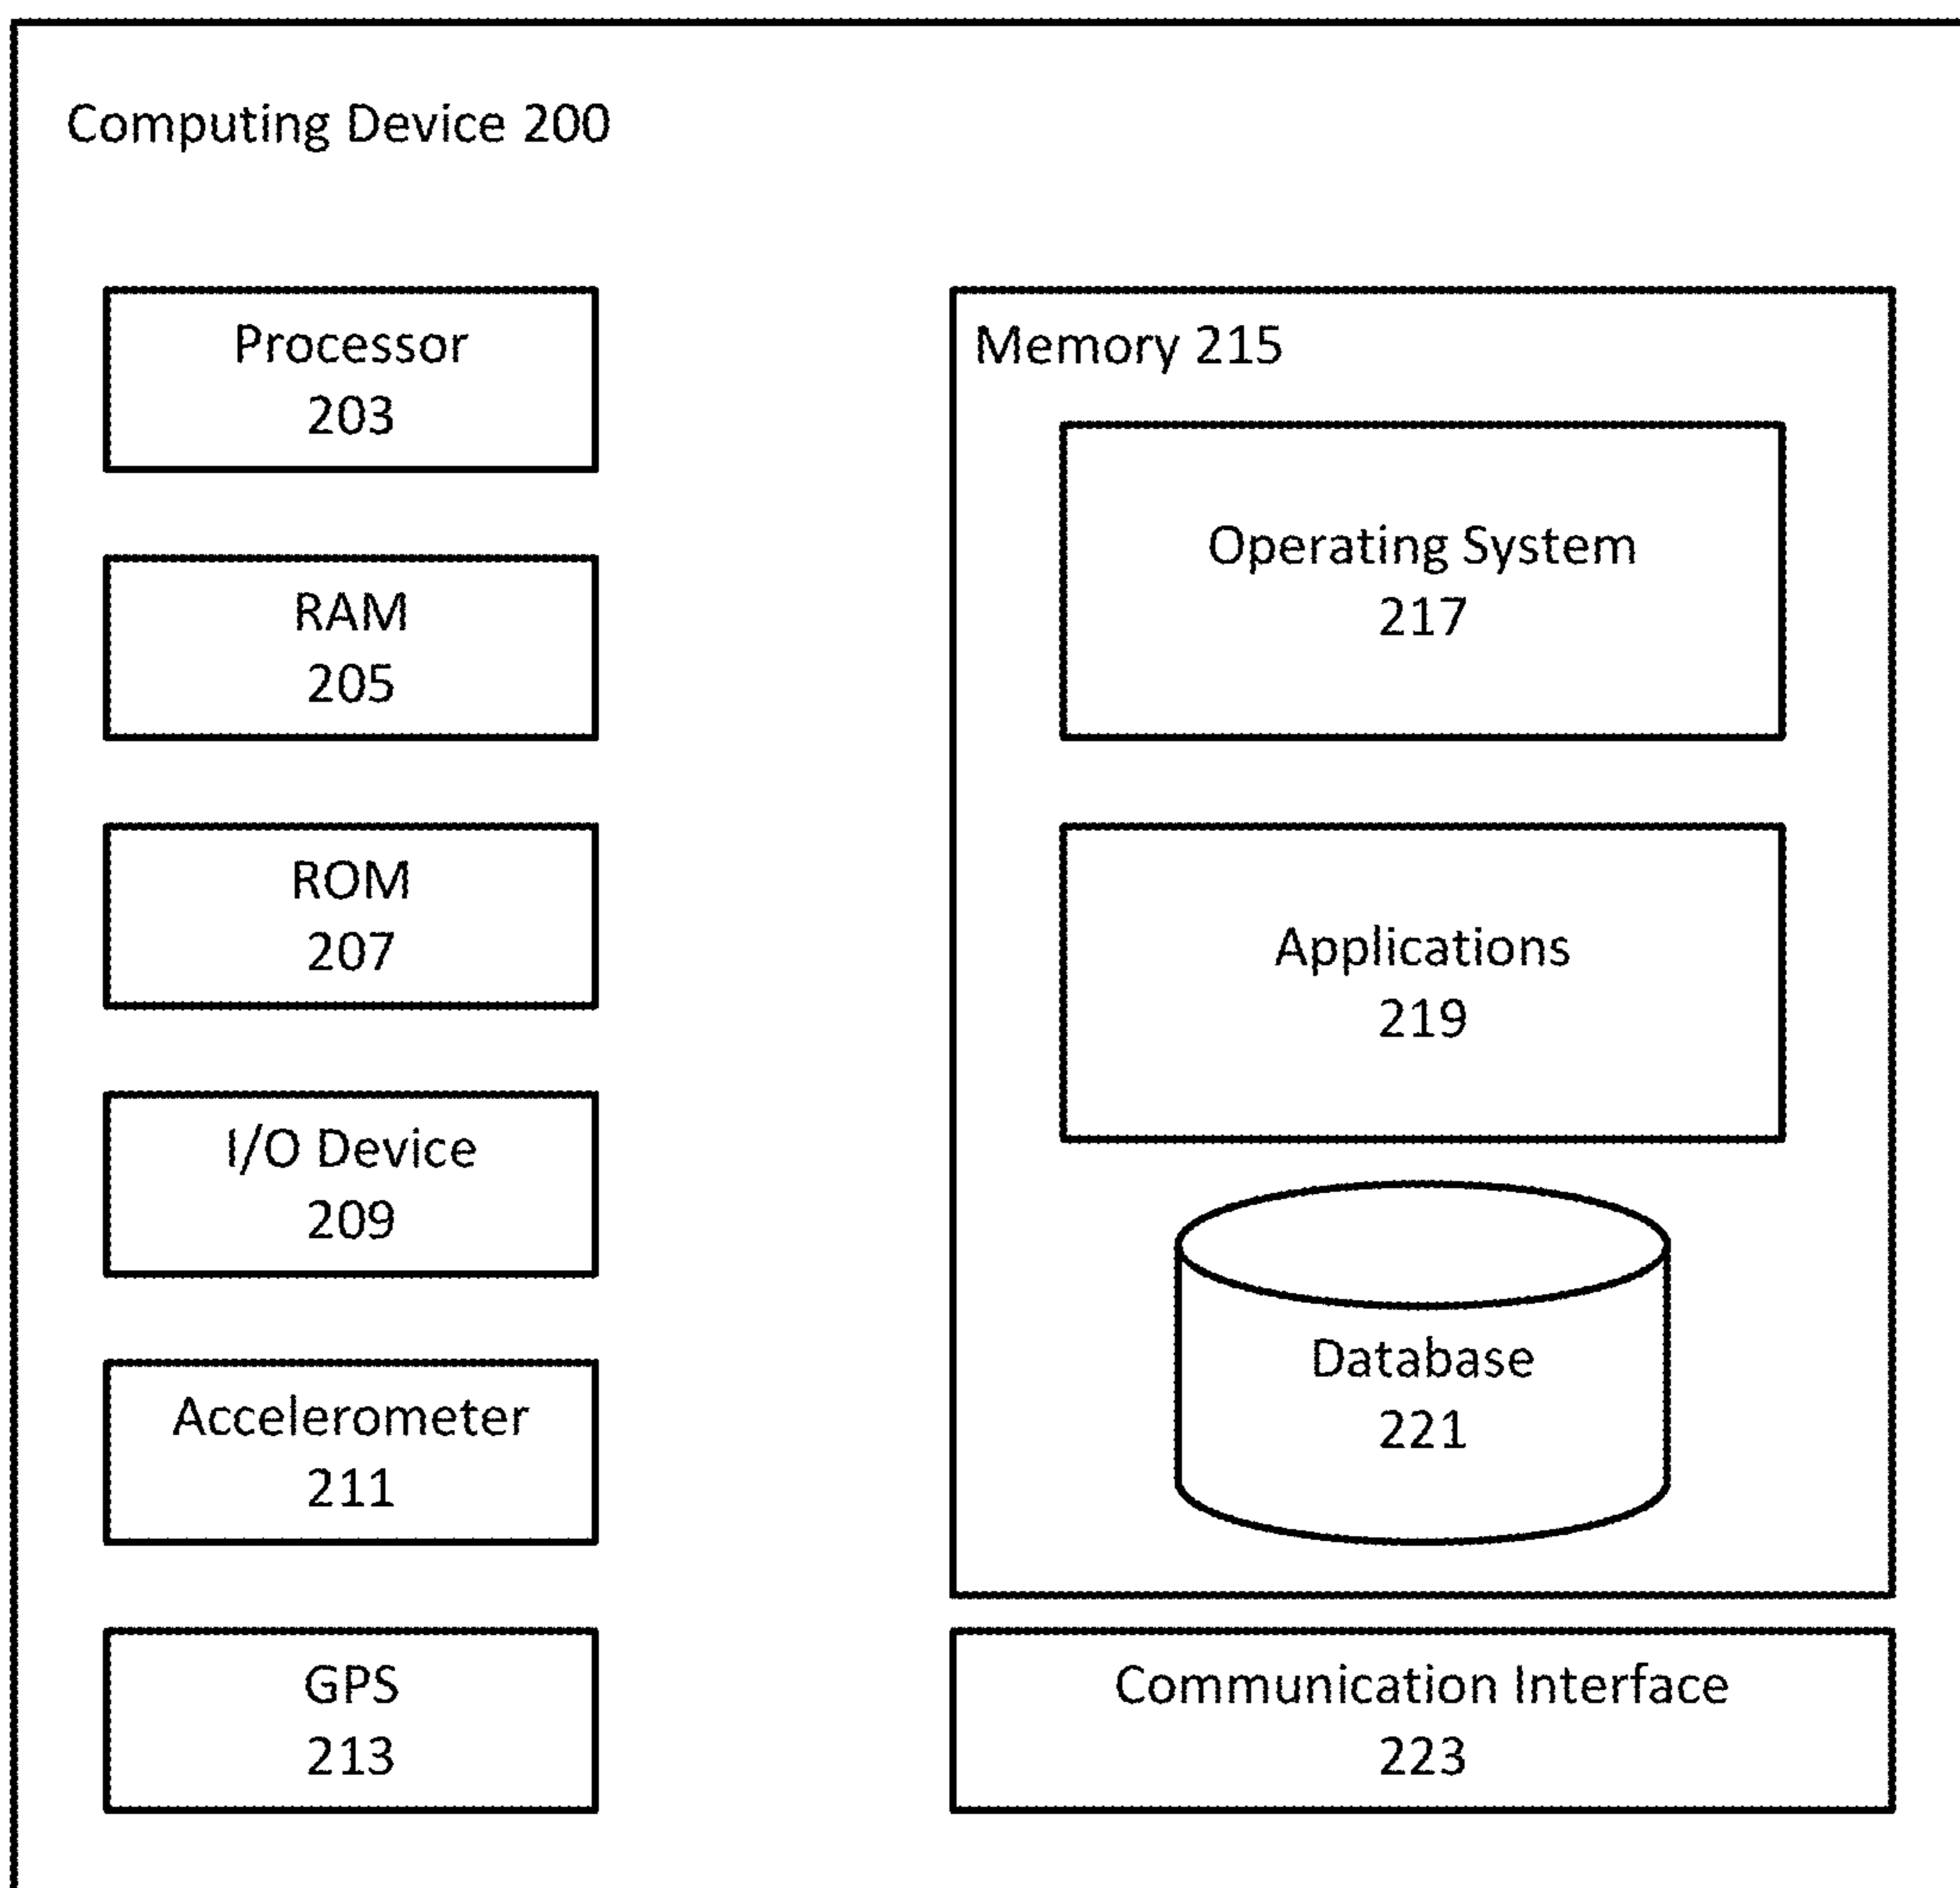 Computing Device 200
Processor
203
RAM
205
ROM
207
I/O Device
209
Accelerometer
211
GPS
213
Memory 215
Operating System
217
Applications
219
Database
221
Communication Interface
223